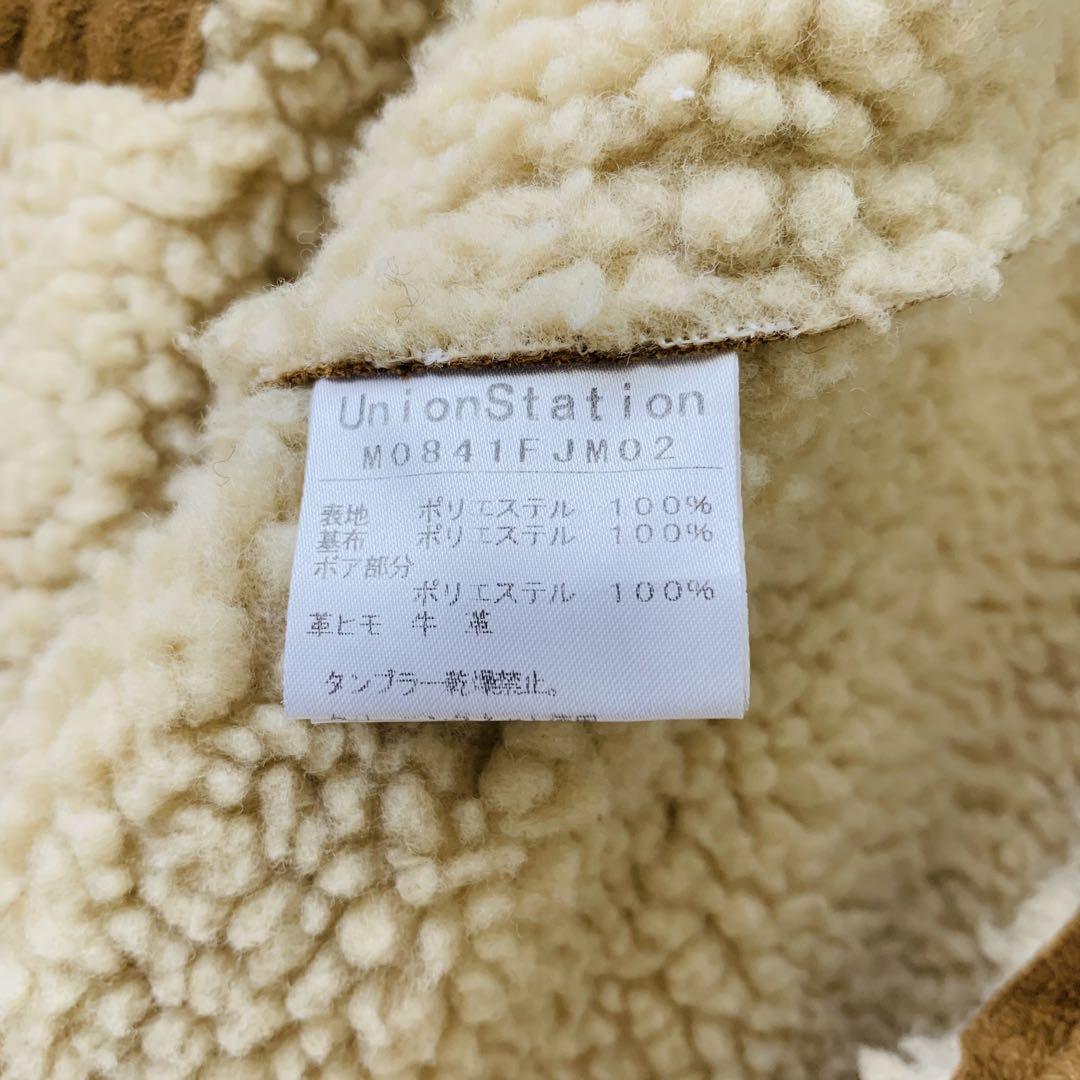 UnionStation
M0841FJM02
表地 ポリエステル 100%
基布 ポリエステル 100%
ボア部分
ポリエステル 100%
革ヒモ 牛 革
タンブラー乾燥禁止。